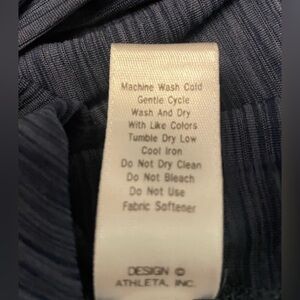 Machine Wash Cold
Gentle Cycle
Wash And Dry
With Like Colors
Tumble Dry Low
Cool Iron
Do Not Dry Clean
Do Not Bleach
Do Not Use
Fabric Softener
DESIGN ©
ATHLETA, INC.